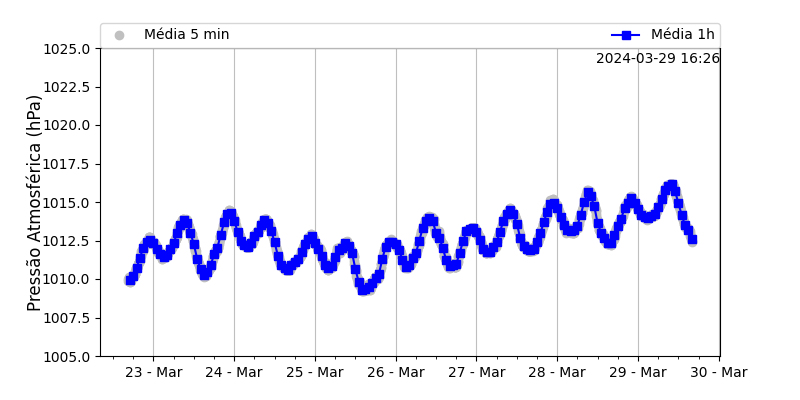 Média 5 min
Média 1h
2024-03-29 16:26
Pressão Atmosférica (hPa)
1025.0
1022.5
1020.0
1017.5
1015.0
1012.5
1010.0
1007.5
1005.0
23 - Mar
24 - Mar
25 - Mar
26 - Mar
27 - Mar
28 - Mar
29 - Mar
30 - Mar